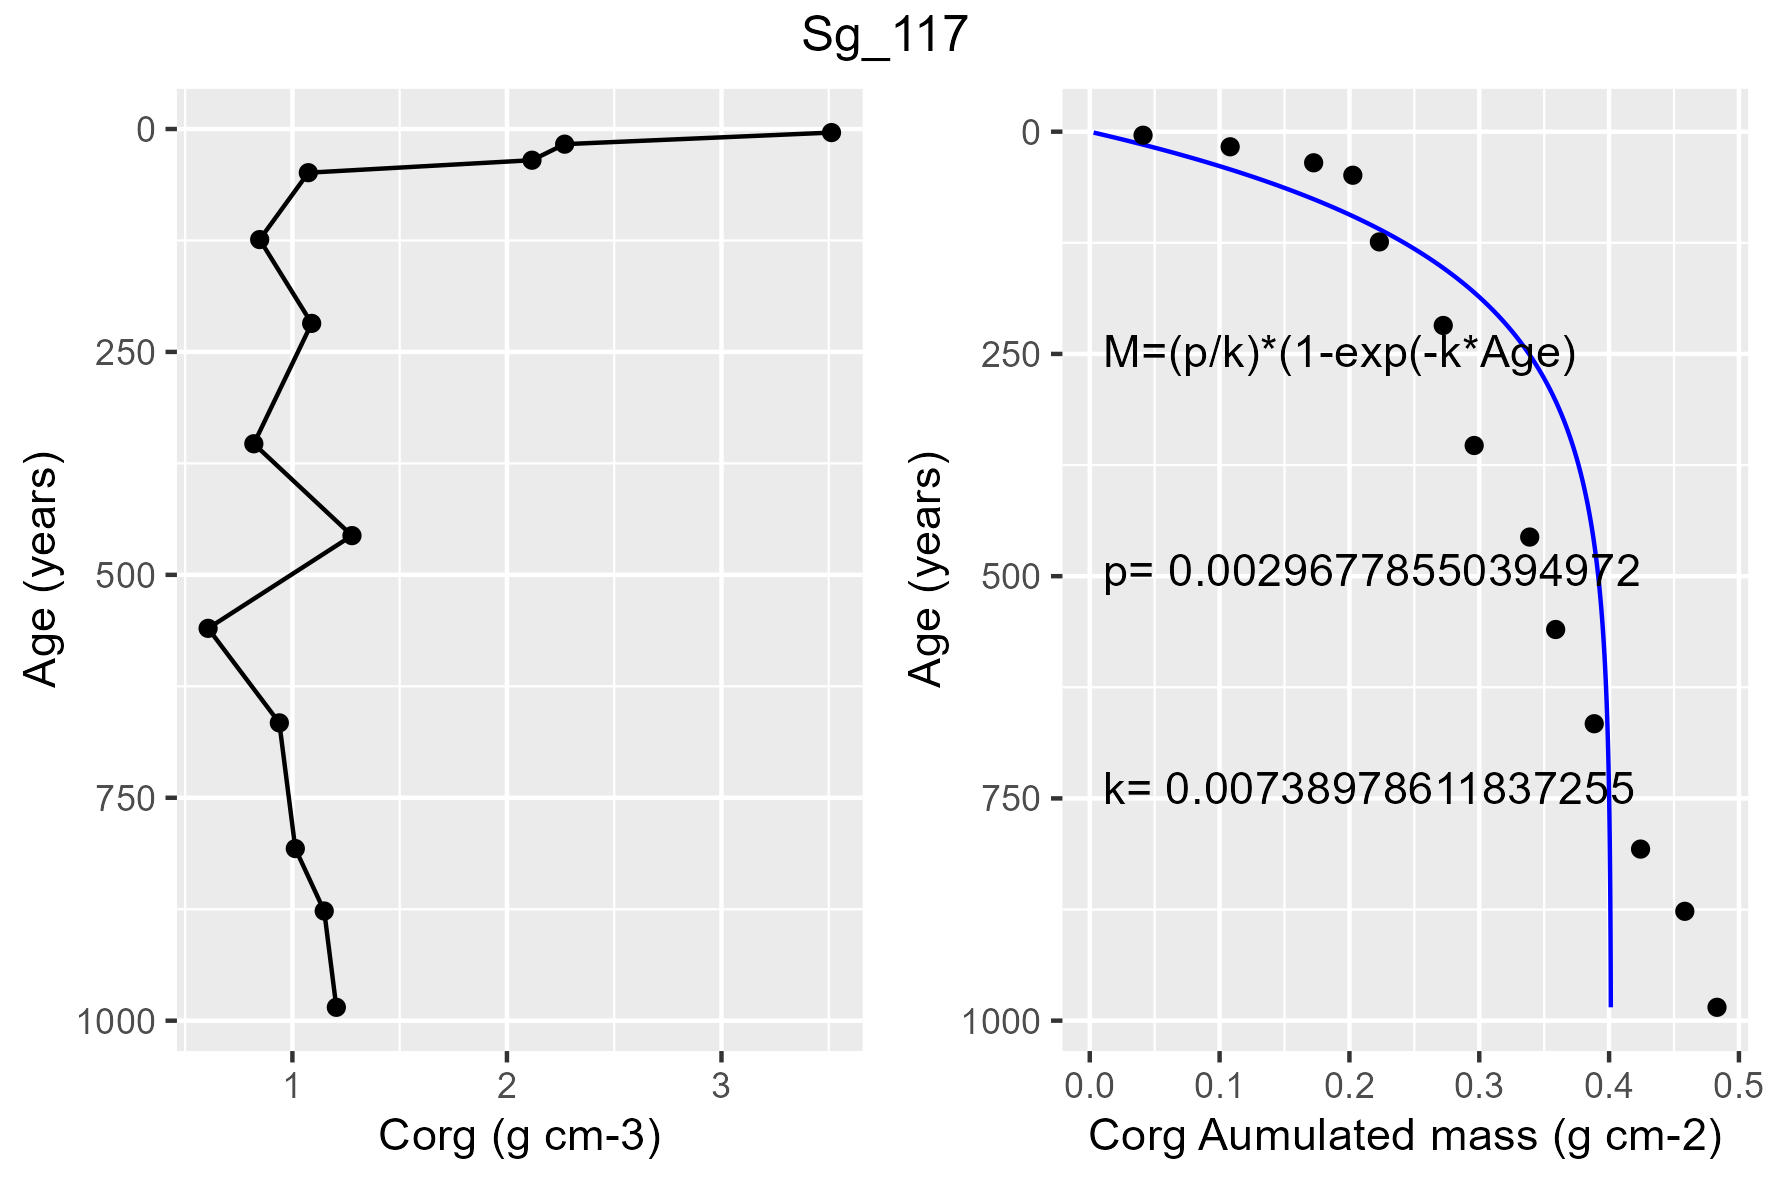 Sg_117
0
250
500
750
1000
Age (years)
1
2
3
Corg (g cm-3)
0
250
500
750
1000
Age (years)
M=(p/k)*(1-exp(-k*Age)
p= 0.00296778550394972
k= 0.00738978611837255
0.0
0.1
0.2
0.3
0.4
0.5
Corg Aumulated mass (g cm-2)